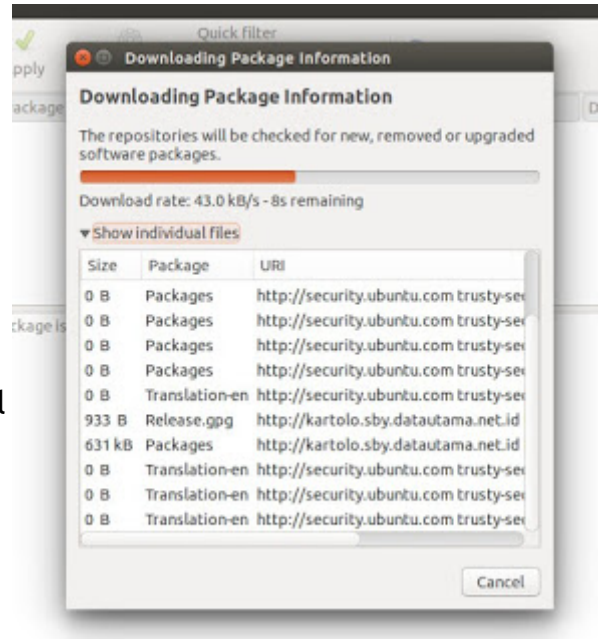 Quick filter
pply
Downloading Package Information
ackage
D
Downloading Package Information
The repositories will be checked for new, removed or upgraded
software packages.
Download rate: 43.0 kB/s - 8s remaining
Show individual files
Size Package URI
0 B Packages http://security.ubuntu.com trusty-se
0 B Packages http://security.ubuntu.com trusty-se
ckage is
0 B Packages http://security.ubuntu.com trusty-se
0 B Packages http://security.ubuntu.com trusty-se
0 B Translation-en http://security.ubuntu.com trusty-se
l
933 B Release.gpg http://kartolo.sby.datautama.net.id
631 kB Packages http://kartolo.sby.datautama.net.id
0 B Translation-en http://security.ubuntu.com trusty-se
0 B Translation-en http://security.ubuntu.com trusty-se
0 B Translation-en http://security.ubuntu.com trusty-se
Cancel